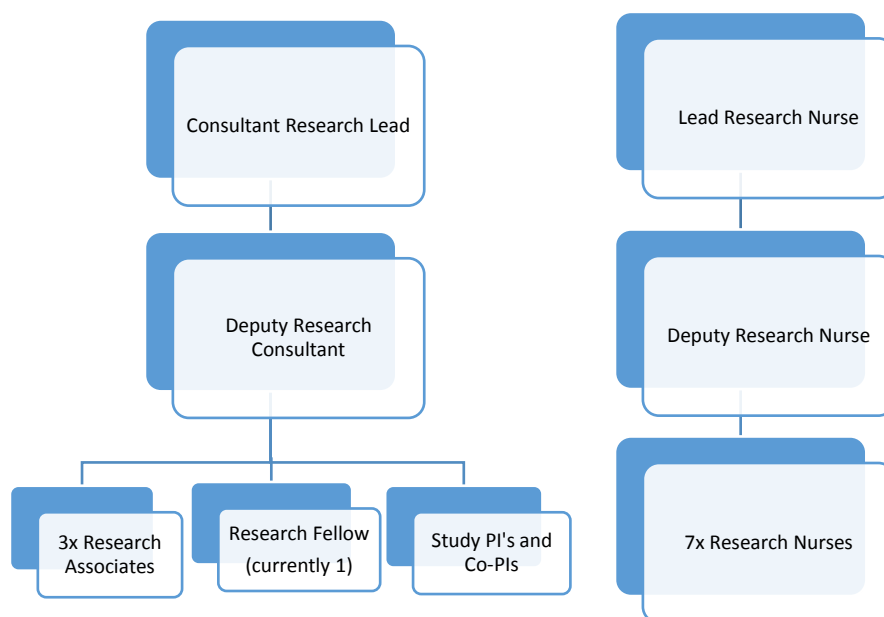 Consultant Research Lead
Deputy Research
Consultant
3x Research
Associates
Research Fellow
(currently 1)
Study PI's and
Co-PIs
Lead Research Nurse
Deputy Research Nurse
7x Research Nurses